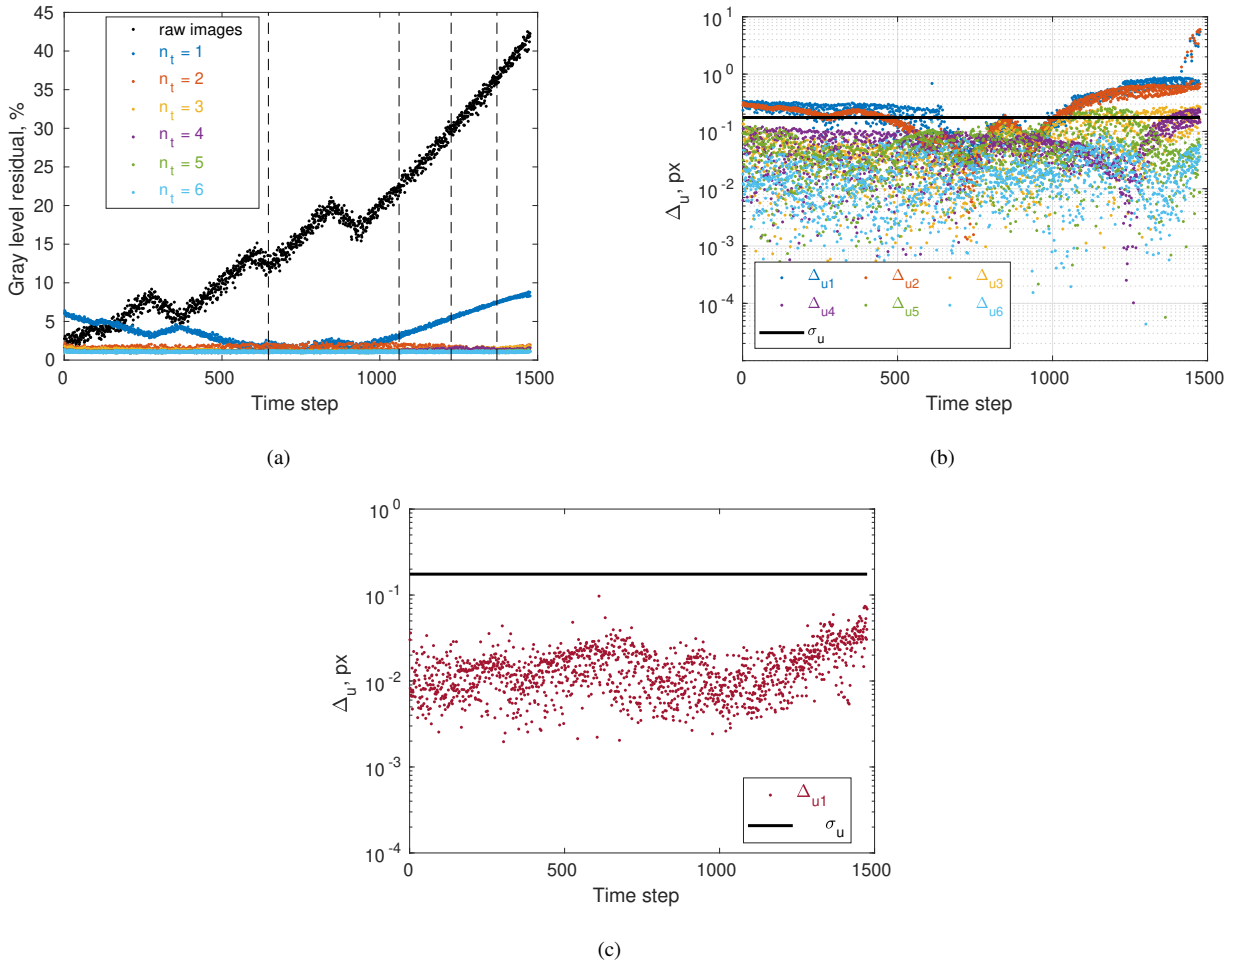 45
40
35
30
25
20
15
10
5
0
Gray level residual, %
raw images
n_t = 1
n_t = 2
n_t = 3
n_t = 4
n_t = 5
n_t = 6
0 500 1000 1500
Time step
(a)
10^1
10^0
10^-1
10^-2
10^-3
10^-4
Δ_u, px
Δ_u1 Δ_u2 Δ_u3
Δ_u4 Δ_u5 Δ_u6
σ_u
0 500 1000 1500
Time step
(b)
10^0
10^-1
10^-2
10^-3
10^-4
Δ_u, px
Δ_u1
σ_u
0 500 1000 1500
Time step
(c)